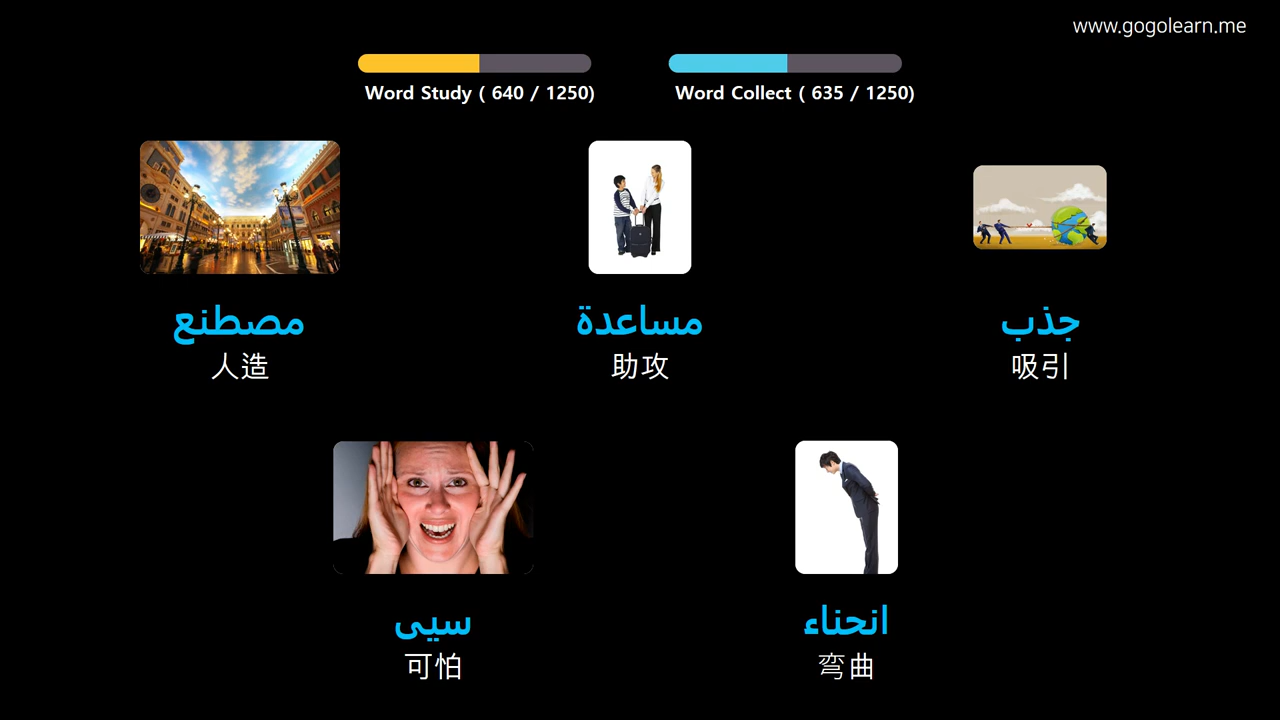 www.gogolearn.me
Word Study ( 640 / 1250)
Word Collect ( 635 / 1250)
مصطنع
人造
مساعدة
助攻
جذب
吸引
سيى
可怕
انحناء
弯曲